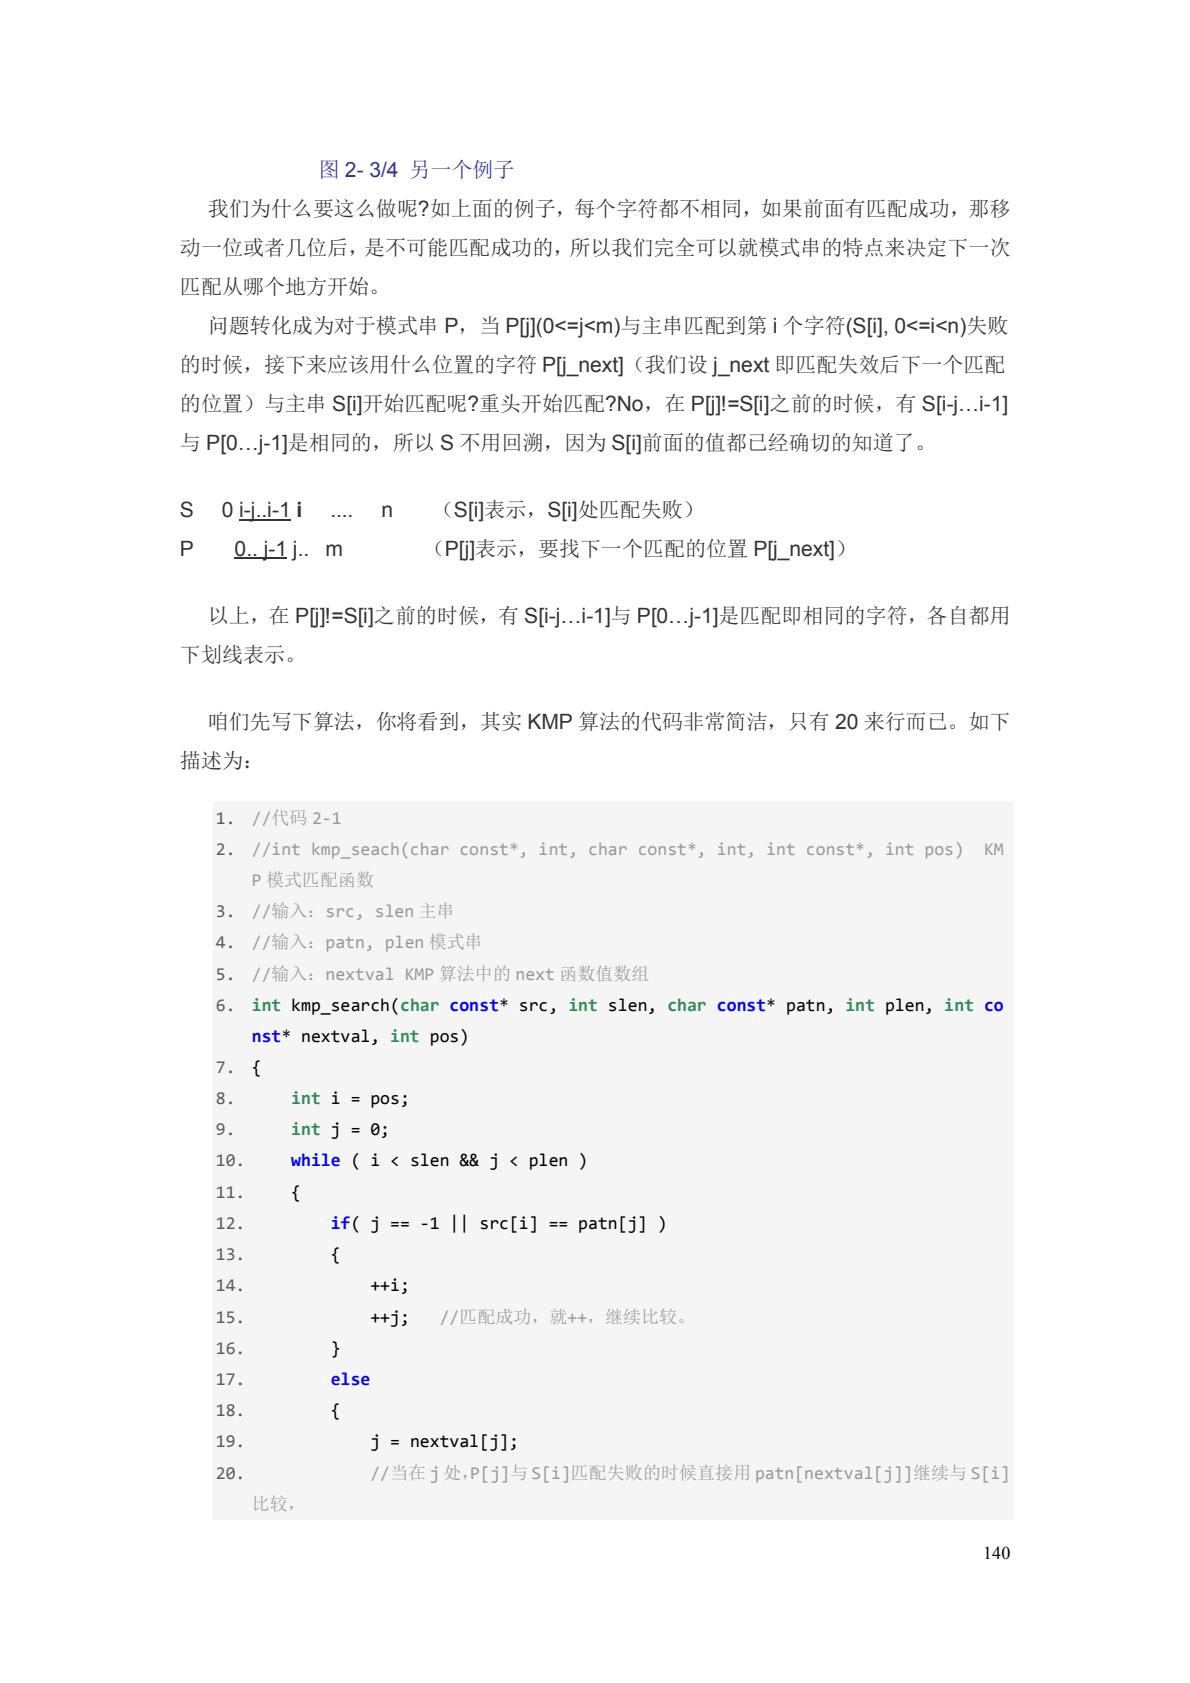 图 2- 3/4  另一个例子
我们为什么要这么做呢?如上面的例子，每个字符都不相同，如果前面有匹配成功，那移
动一位或者几位后，是不可能匹配成功的，所以我们完全可以就模式串的特点来决定下一次
匹配从哪个地方开始。
问题转化成为对于模式串 P，当 P[j](0<=j<m)与主串匹配到第 i 个字符(S[i], 0<=i<n)失败
的时候，接下来应该用什么位置的字符 P[j_next]（我们设 j_next 即匹配失效后下一个匹配
的位置）与主串 S[i]开始匹配呢?重头开始匹配?No，在 P[j]!=S[i]之前的时候，有 S[i-j…i-1]
与 P[0…j-1]是相同的，所以 S 不用回溯，因为 S[i]前面的值都已经确切的知道了。
S    0 i-j..i-1 i    ....    n    （S[i]表示，S[i]处匹配失败）
P    0.. j-1 j..  m    （P[j]表示，要找下一个匹配的位置 P[j_next]）
以上，在 P[j]!=S[i]之前的时候，有 S[i-j…i-1]与 P[0…j-1]是匹配即相同的字符，各自都用
下划线表示。
咱们先写下算法，你将看到，其实 KMP 算法的代码非常简洁，只有 20 来行而已。如下
描述为：
1. //代码 2-1
2. //int kmp_seach(char const*, int, char const*, int, int const*, int pos)  KM
P 模式匹配函数
3. //输入：src, slen 主串
4. //输入：patn, plen 模式串
5. //输入：nextval KMP 算法中的 next 函数值数组
6. int kmp_search(char const* src, int slen, char const* patn, int plen, int co
nst* nextval, int pos)
7. {
8.     int i = pos;
9.     int j = 0;
10.     while ( i < slen && j < plen )
11.     {
12.         if( j == -1 || src[i] == patn[j] )
13.         {
14.             ++i;
15.             ++j;   //匹配成功，就++，继续比较。
16.         }
17.         else
18.         {
19.             j = nextval[j];
20.             //当在 j 处，P[j]与 S[i]匹配失败的时候直接用 patn[nextval[j]]继续与 S[i]
比较，
140